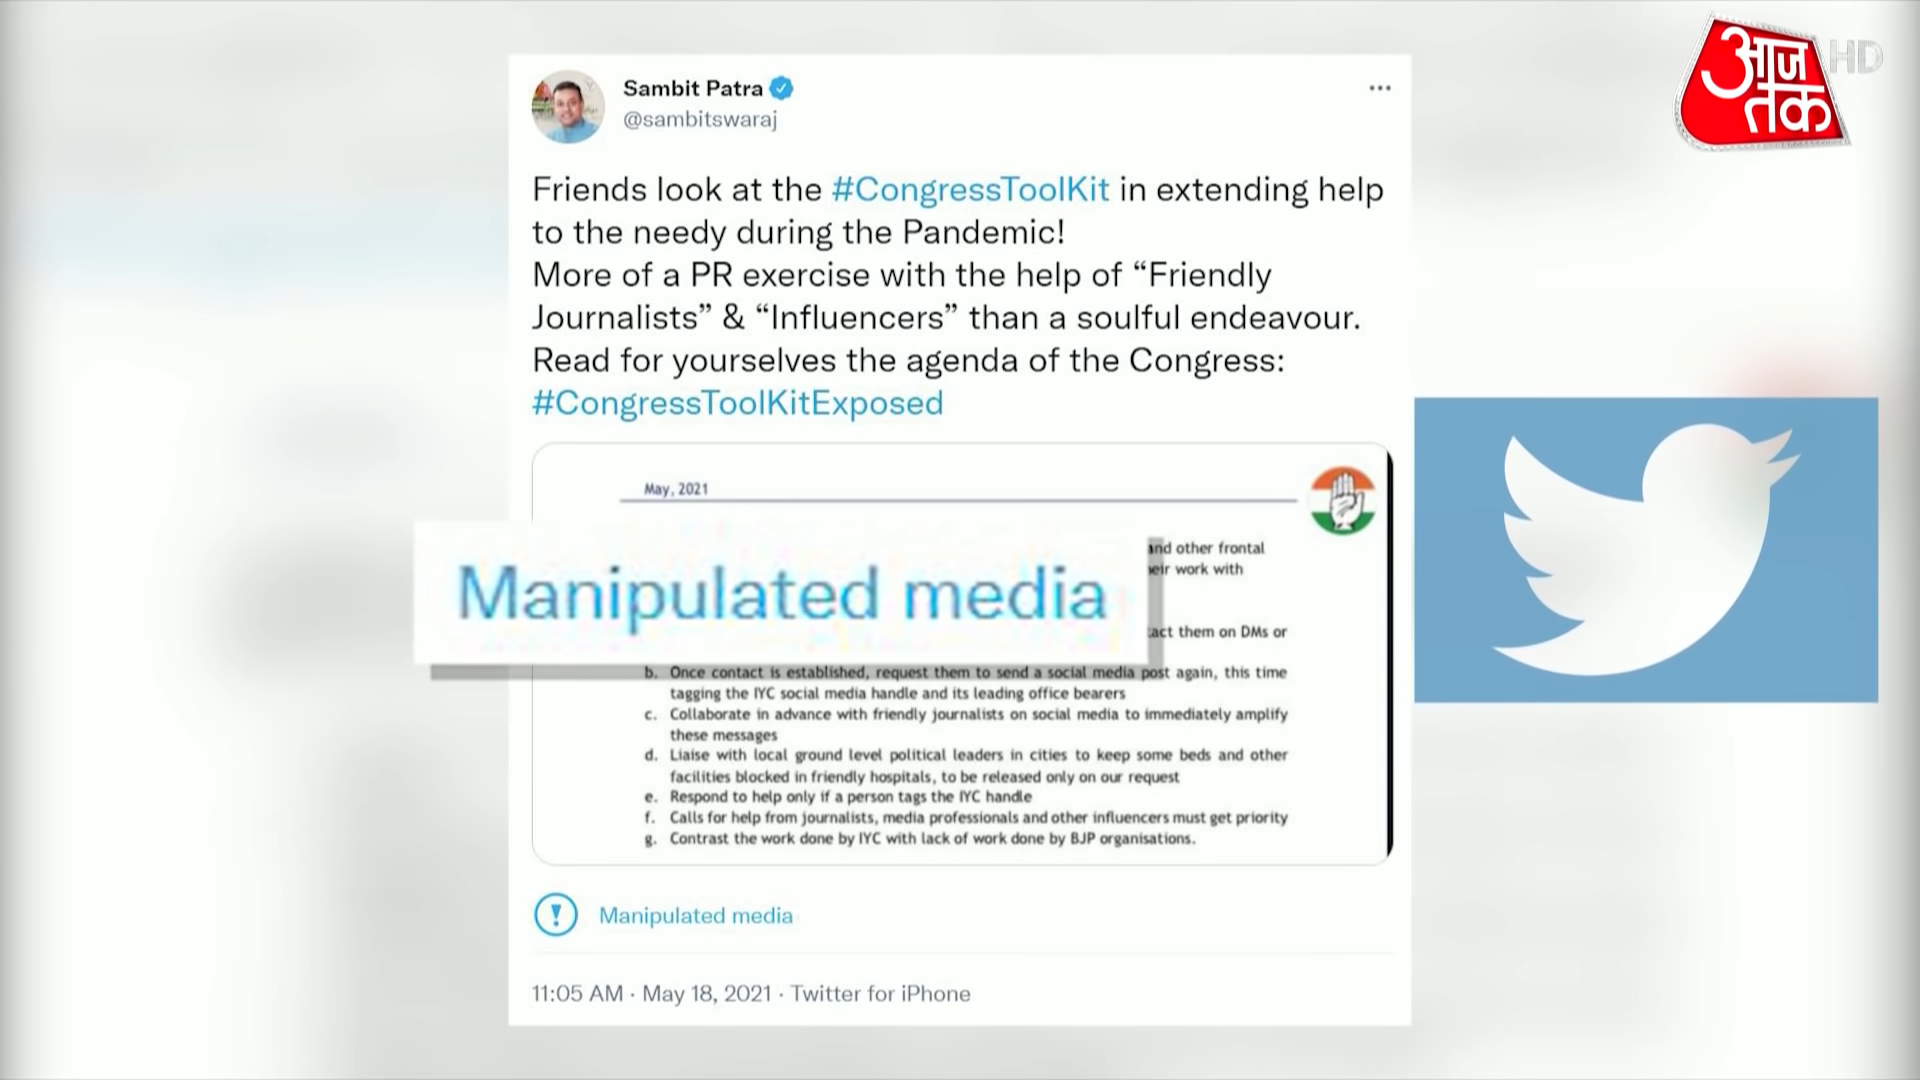 आज तक HD
Sambit Patra
@sambitswaraj
Friends look at the #CongressToolKit in extending help
to the needy during the Pandemic!
More of a PR exercise with the help of “Friendly
Journalists” & “Influencers” than a soulful endeavour.
Read for yourselves the agenda of the Congress:
#CongressToolKitExposed
May, 2021
and other frontal
their work with
Manipulated media
tact them on DMs or
b. Once contact is established, request them to send a social media post again, this time
tagging the IYC social media handle and its leading office bearers
c. Collaborate in advance with friendly journalists on social media to immediately amplify
these messages
d. Liaise with local ground level political leaders in cities to keep some beds and other
facilities blocked in friendly hospitals, to be released only on our request
e. Respond to help only if a person tags the IYC handle
f. Calls for help from journalists, media professionals and other influencers must get priority
g. Contrast the work done by IYC with lack of work done by BJP organisations.
Manipulated media
11:05 AM · May 18, 2021 · Twitter for iPhone